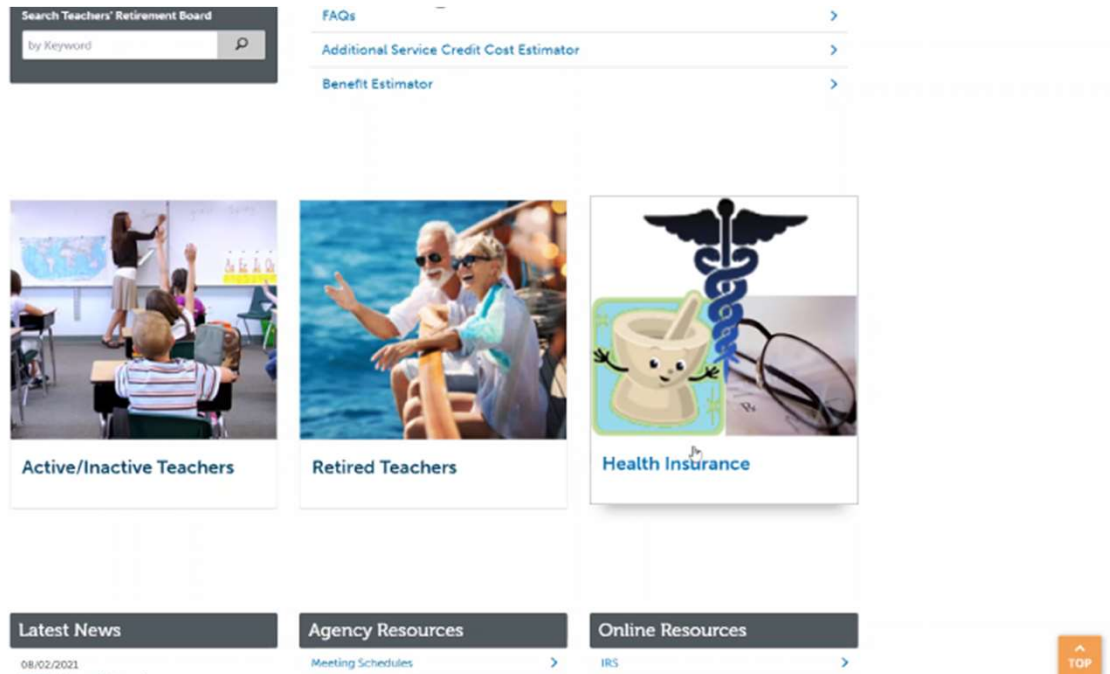 Search Teachers' Retirement Board
by Keyword
FAQs
Additional Service Credit Cost Estimator
Benefit Estimator
Active/Inactive Teachers
Retired Teachers
Health Insurance
Latest News
08/02/2021
Agency Resources
Meeting Schedules
Online Resources
IRS
TOP